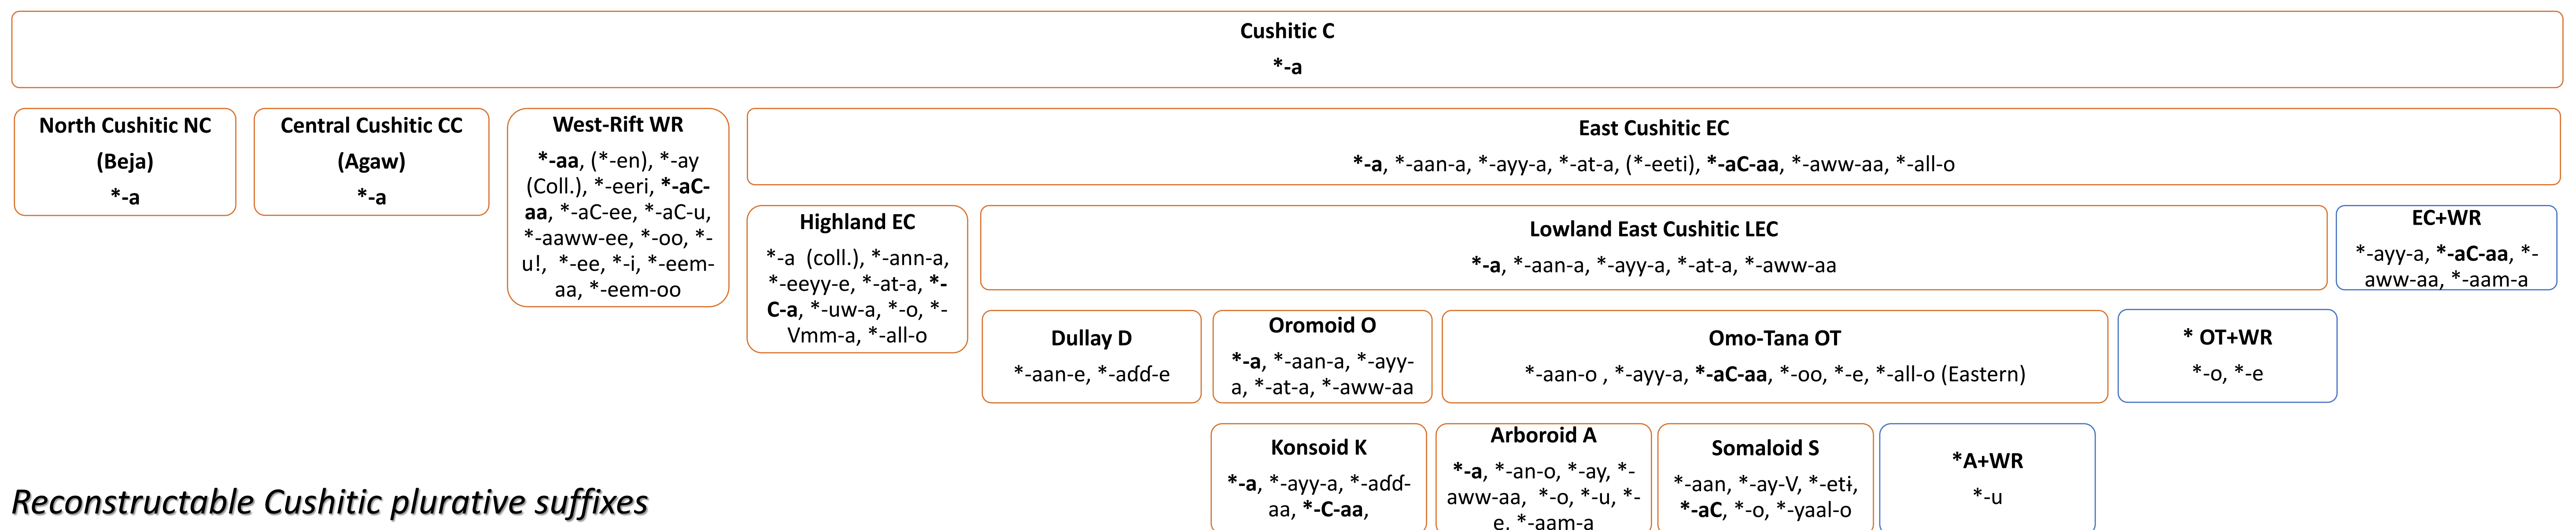 Cushitic C
*-a
North Cushitic NC
(Beja)
*-a
Central Cushitic CC
(Agaw)
*-a
West-Rift WR
*-aa, (*-en), *-ay
(Coll.), *-eeri, *-aC-
aa, *-aC-ee, *-aC-u,
*-aaww-ee, *-oo, *-
u!, *-ee, *-i, *-eem-
aa, *-eem-oo
East Cushitic EC
*-a, *-aan-a, *-ayy-a, *-at-a, (*-eeti), *-aC-aa, *-aww-aa, *-all-o
Highland EC
*-a (coll.), *-ann-a,
*-eeyy-e, *-at-a, *-
C-a, *-uw-a, *-o, *-
Vmm-a, *-all-o
Lowland East Cushitic LEC
*-a, *-aan-a, *-ayy-a, *-at-a, *-aww-aa
EC+WR
*-ayy-a, *-aC-aa, *-
aww-aa, *-aam-a
Dullay D
*-aan-e, *-aɗɗ-e
Oromoid O
*-a, *-aan-a, *-ayy-
a, *-at-a, *-aww-aa
Omo-Tana OT
*-aan-o , *-ayy-a, *-aC-aa, *-oo, *-e, *-all-o (Eastern)
* OT+WR
*-o, *-e
Konsoid K
*-a, *-ayy-a, *-aɗɗ-
aa, *-C-aa,
Arboroid A
*-a, *-an-o, *-ay, *-
aww-aa, *-o, *-u, *-
e, *-aam-a
Somaloid S
*-aan, *-ay-V, *-etɨ,
*-aC, *-o, *-yaal-o
*A+WR
*-u
Reconstructable Cushitic plurative suffixes